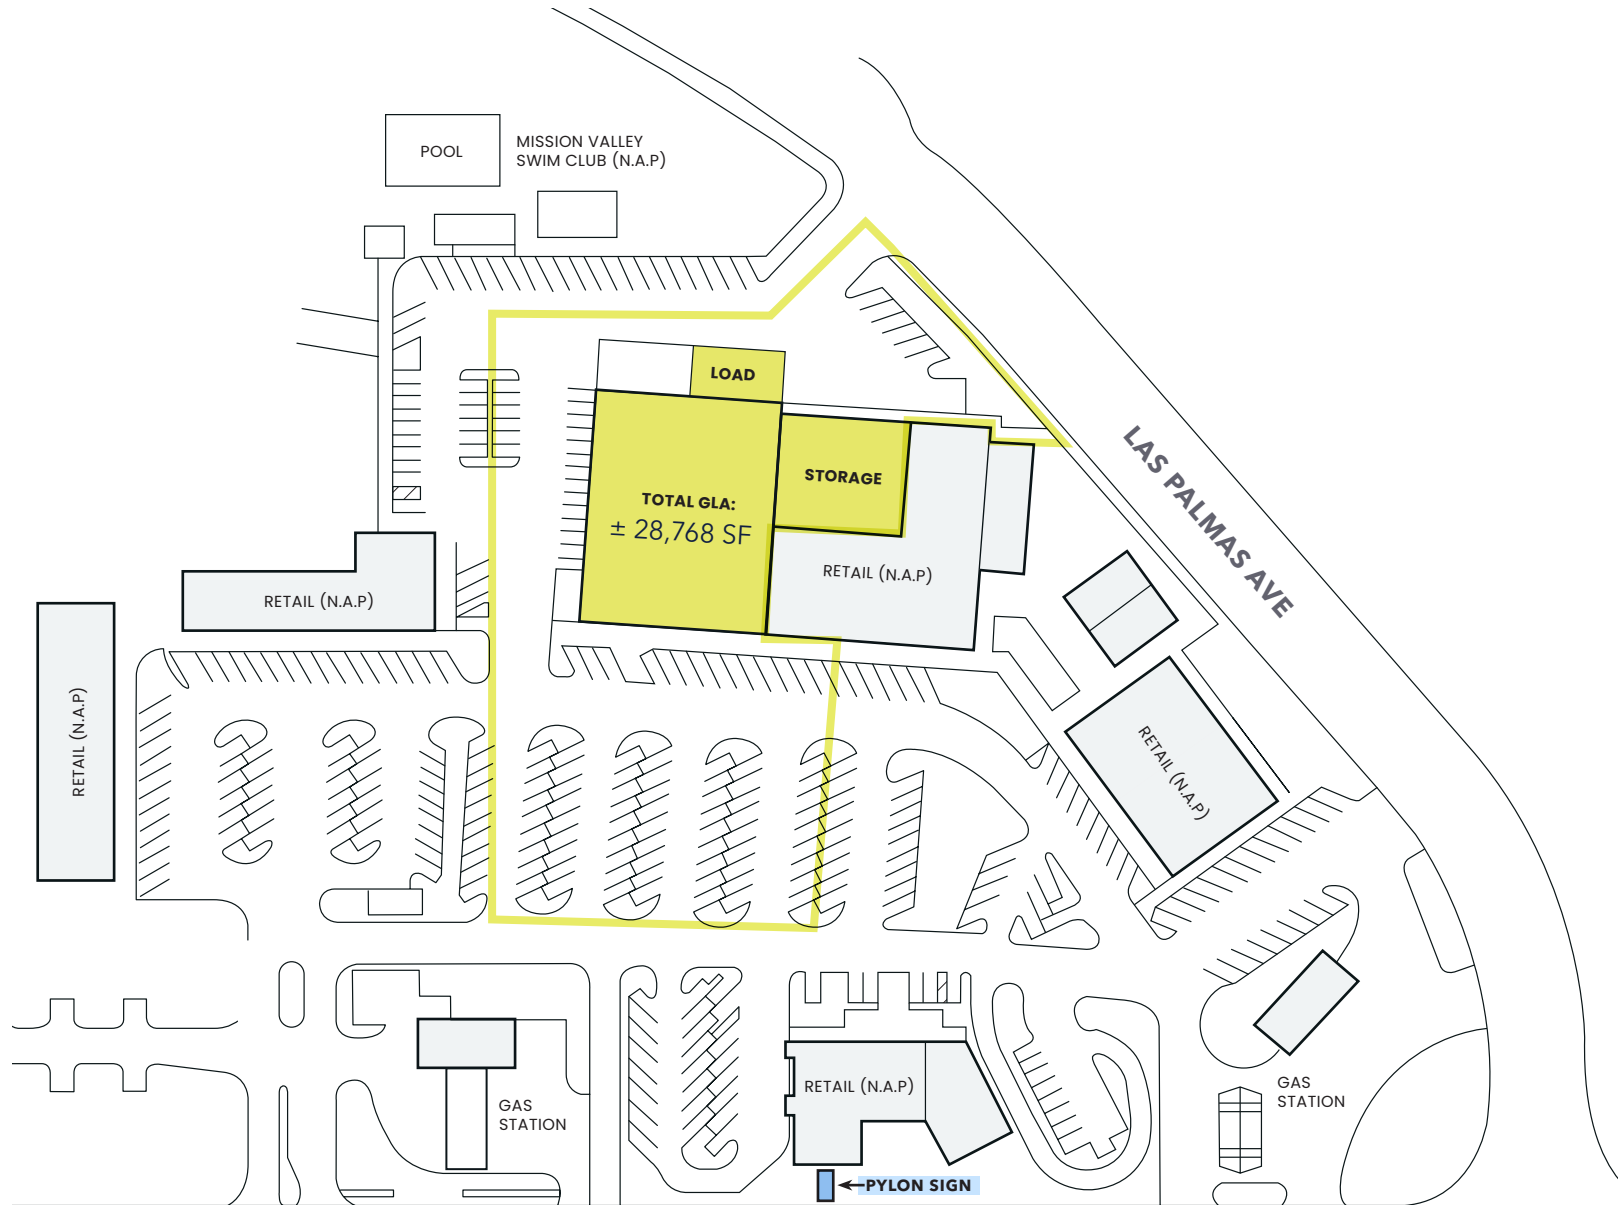 POOL
MISSION VALLEY
SWIM CLUB (N.A.P)
LOAD
STORAGE
TOTAL GLA:
± 28,768 SF
RETAIL (N.A.P)
LAS PALMAS AVE
RETAIL (N.A.P)
RETAIL (N.A.P)
RETAIL (N.A.P)
RETAIL (N.A.P)
GAS
STATION
GAS
STATION
PYLON SIGN